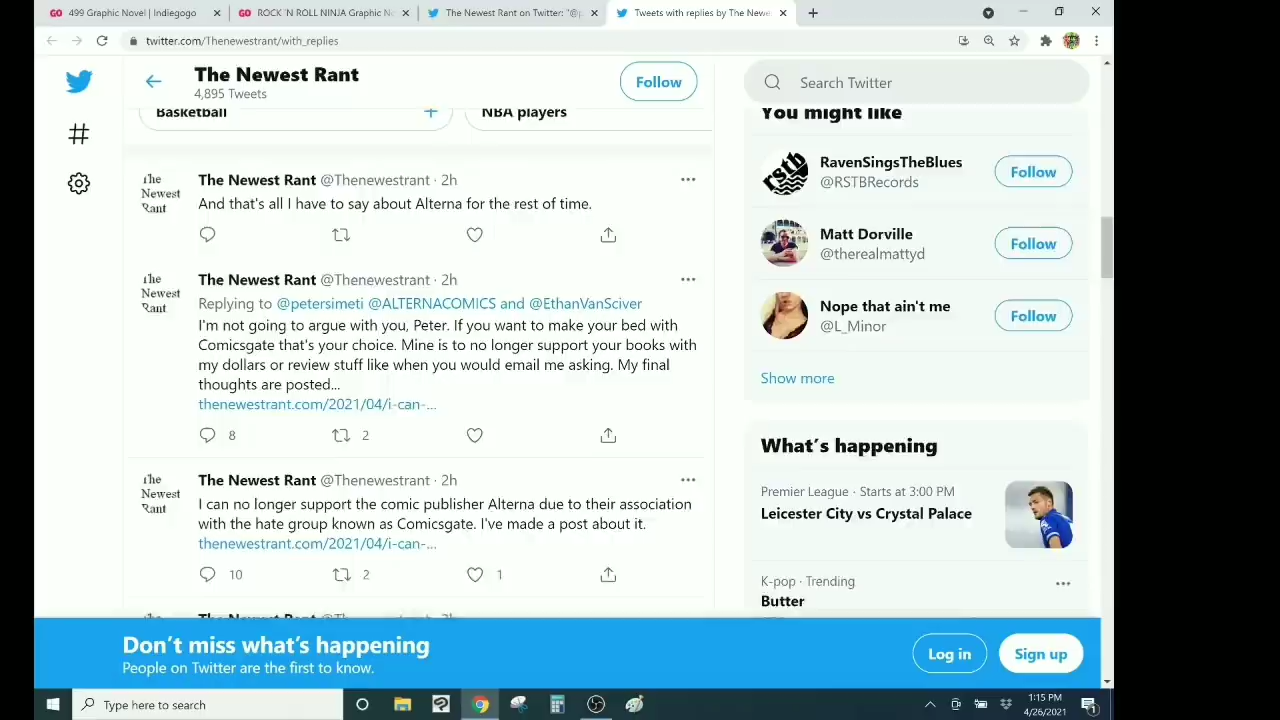 499 Graphic Novel | Indiegogo
ROCK 'N ROLL NINJA Graphic N
The Newest Rant on Twitter: "@p
Tweets with replies by The Newe
twitter.com/Thenewestrant/with_replies
The Newest Rant
4,895 Tweets
Follow
Search Twitter
Basketball
NBA players
The Newest Rant
The Newest Rant @Thenewestrant · 2h
And that's all I have to say about Alterna for the rest of time.
The Newest Rant
The Newest Rant @Thenewestrant · 2h
Replying to @petersimeti @ALTERNACOMICS and @EthanVanSciver
I'm not going to argue with you, Peter. If you want to make your bed with
Comicsgate that's your choice. Mine is to no longer support your books with
my dollars or review stuff like when you would email me asking. My final
thoughts are posted...
thenewestrant.com/2021/04/i-can-...
8 2
The Newest Rant
The Newest Rant @Thenewestrant · 2h
I can no longer support the comic publisher Alterna due to their association
with the hate group known as Comicsgate. I've made a post about it.
thenewestrant.com/2021/04/i-can-...
10 2 1
You might like
rstb
RavenSingsTheBlues
@RSTBRecords
Follow
Matt Dorville
@therealmattyd
Follow
Nope that ain't me
@L_Minor
Follow
Show more
What's happening
Premier League · Starts at 3:00 PM
Leicester City vs Crystal Palace
K-pop · Trending
Butter
Don't miss what's happening
People on Twitter are the first to know.
Log in
Sign up
Type here to search
1:15 PM
4/26/2021
1